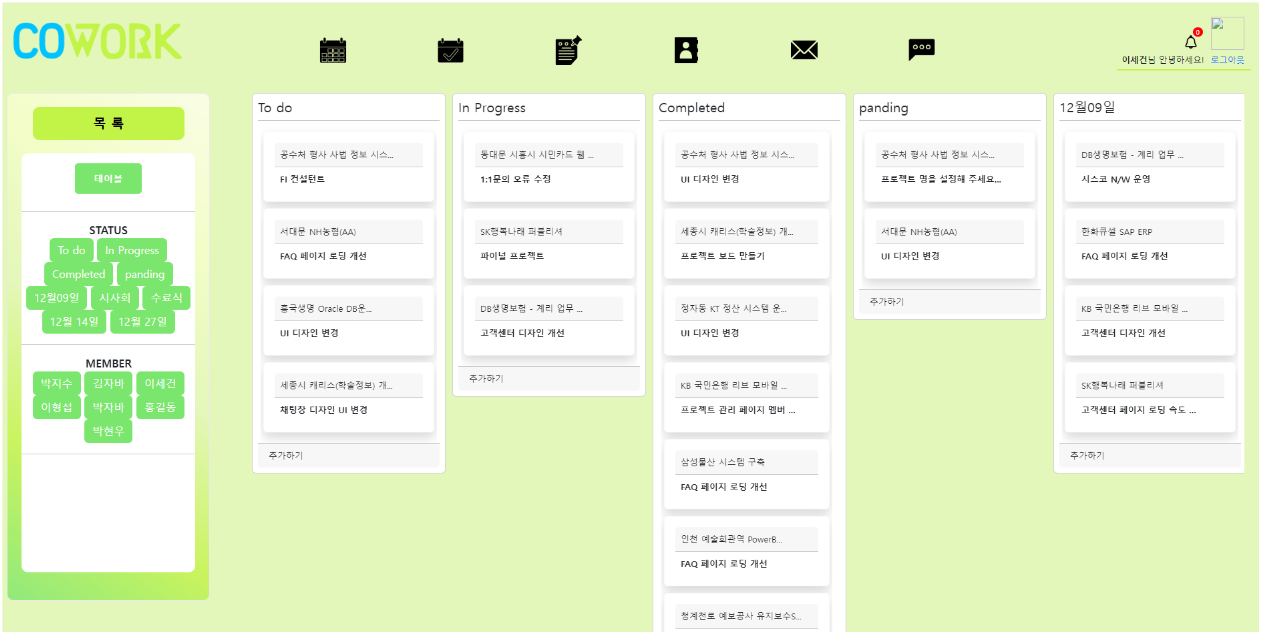 COWORK
0
이세건님 안녕하세요! 로그아웃
목 록
테이블
STATUS
To do In Progress
Completed panding
12월09일 시사회 수료식
12월 14일 12월 27일
MEMBER
박지수 김자바 이세건
이형섭 박자바 홍길동
박현우
To do
공수처 형사 사법 정보 시스...
FI 컨설턴트
서대문 NH농협(AA)
FAQ 페이지 로딩 개선
흥국생명 Oracle DB운...
UI 디자인 변경
세종시 캐리스(학술정보) 개...
채팅창 디자인 UI 변경
추가하기
In Progress
동대문 시흥시 시민카드 웹 ...
1:1문의 오류 수정
SK행복나래 퍼블리셔
파이널 프로젝트
DB생명보험 - 계리 업무 ...
고객센터 디자인 개선
추가하기
Completed
공수처 형사 사법 정보 시스...
UI 디자인 변경
세종시 캐리스(학술정보) 개...
프로젝트 보드 만들기
정자동 KT 정산 시스템 운...
UI 디자인 변경
KB 국민은행 리브 모바일 ...
프로젝트 관리 페이지 멤버 ...
삼성물산 시스템 구축
FAQ 페이지 로딩 개선
인천 예술회관역 PowerB...
FAQ 페이지 로딩 개선
청계천로 예보공사 유지보수S...
panding
공수처 형사 사법 정보 시스...
프로젝트 명을 설정해 주세요...
서대문 NH농협(AA)
UI 디자인 변경
추가하기
12월09일
DB생명보험 - 계리 업무 ...
시스코 N/W 운영
한화큐셀 SAP ERP
FAQ 페이지 로딩 개선
KB 국민은행 리브 모바일 ...
고객센터 디자인 개선
SK행복나래 퍼블리셔
고객센터 페이지 로딩 속도 ...
추가하기